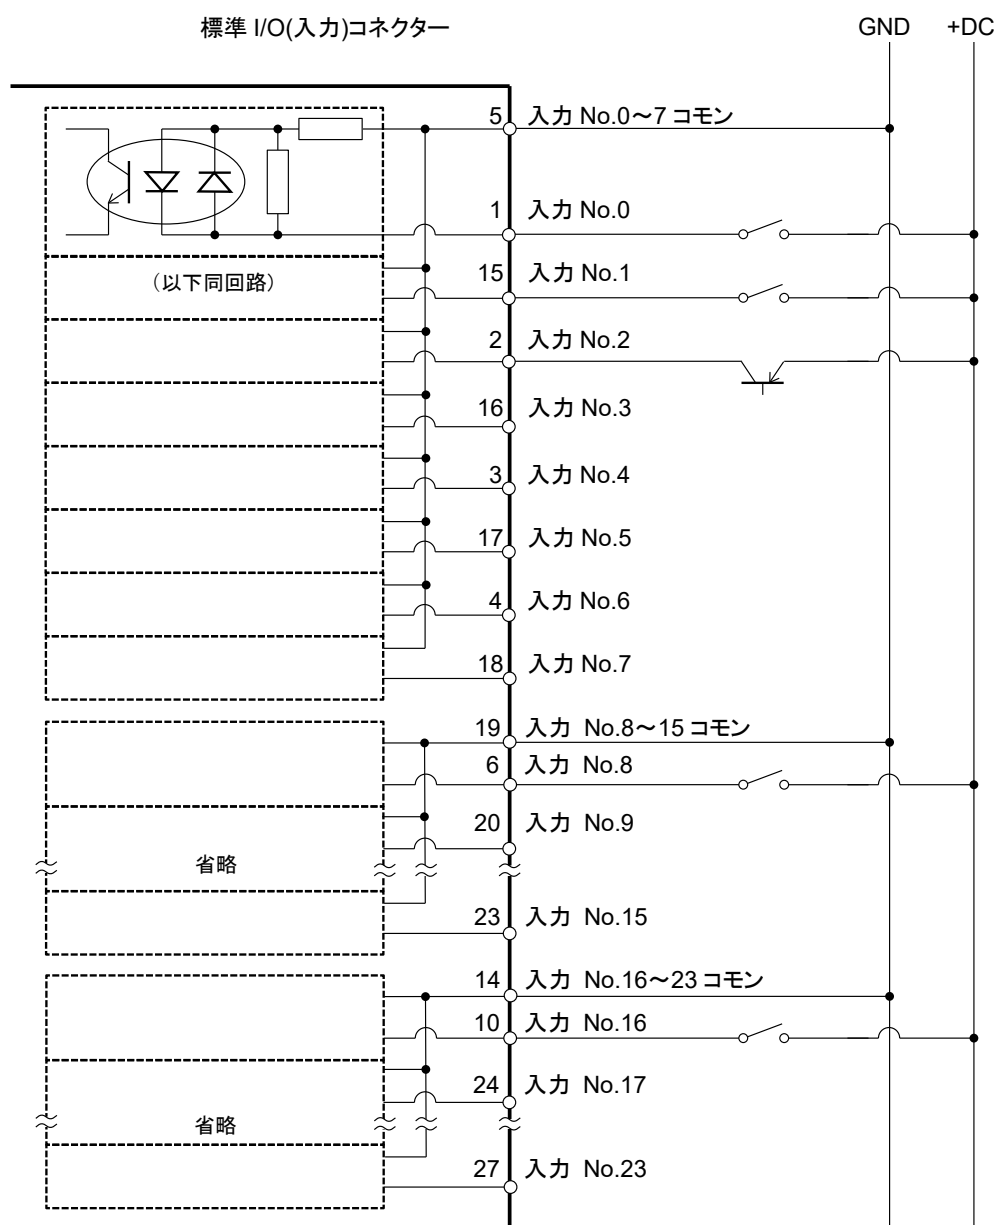 標準 I/O(入力)コネクター
GND +DC
5 入力 No.0～7 コモン
1 入力 No.0
(以下同回路)
15 入力 No.1
2 入力 No.2
16 入力 No.3
3 入力 No.4
17 入力 No.5
4 入力 No.6
18 入力 No.7
19 入力 No.8～15 コモン
6 入力 No.8
20 入力 No.9
省略
23 入力 No.15
14 入力 No.16～23 コモン
10 入力 No.16
24 入力 No.17
省略
27 入力 No.23